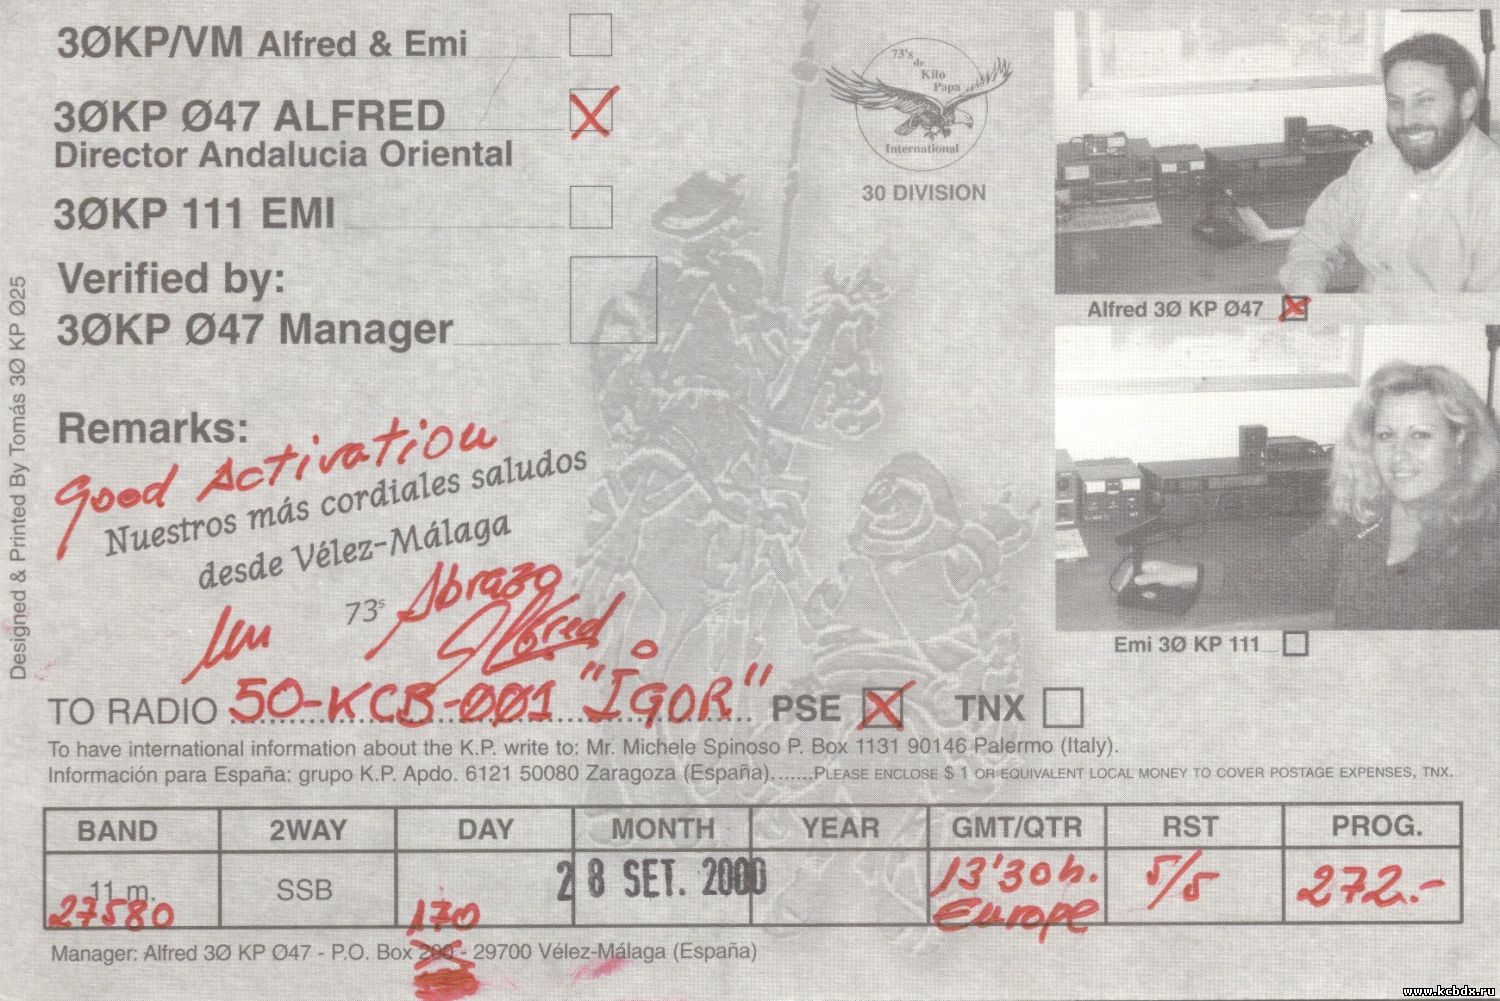 3ØKP/VM Alfred & Emi
3ØKP Ø47 ALFRED
Director Andalucia Oriental
3ØKP 111 EMI
Verified by:
3ØKP Ø47 Manager
73's
de
Kilo
Papa
International
30 DIVISION
Alfred 3Ø KP Ø47
Emi 3Ø KP 111
Designed & Printed By Tomás 3Ø KP Ø25
Remarks:
Good Activation
Nuestros más cordiales saludos
desde Vélez-Málaga
73s
un Abrazo
Alfred
TO RADIO 50-KCB-ØØ1 "IGOR" PSE TNX
To have international information about the K.P. write to: Mr. Michele Spinoso P. Box 1131 90146 Palermo (Italy).
Información para España: grupo K.P. Apdo. 6121 50080 Zaragoza (España).......PLEASE ENCLOSE $ 1 OR EQUIVALENT LOCAL MONEY TO COVER POSTAGE EXPENSES, TNX.
BAND 2WAY DAY MONTH YEAR GMT/QTR RST PROG.
11 m. SSB 28 SET. 2000 13'30h. 5/5 272.-
27580 170 Europe
Manager: Alfred 3Ø KP Ø47 - P.O. Box 200 - 29700 Vélez-Málaga (España)
www.kcbdx.ru